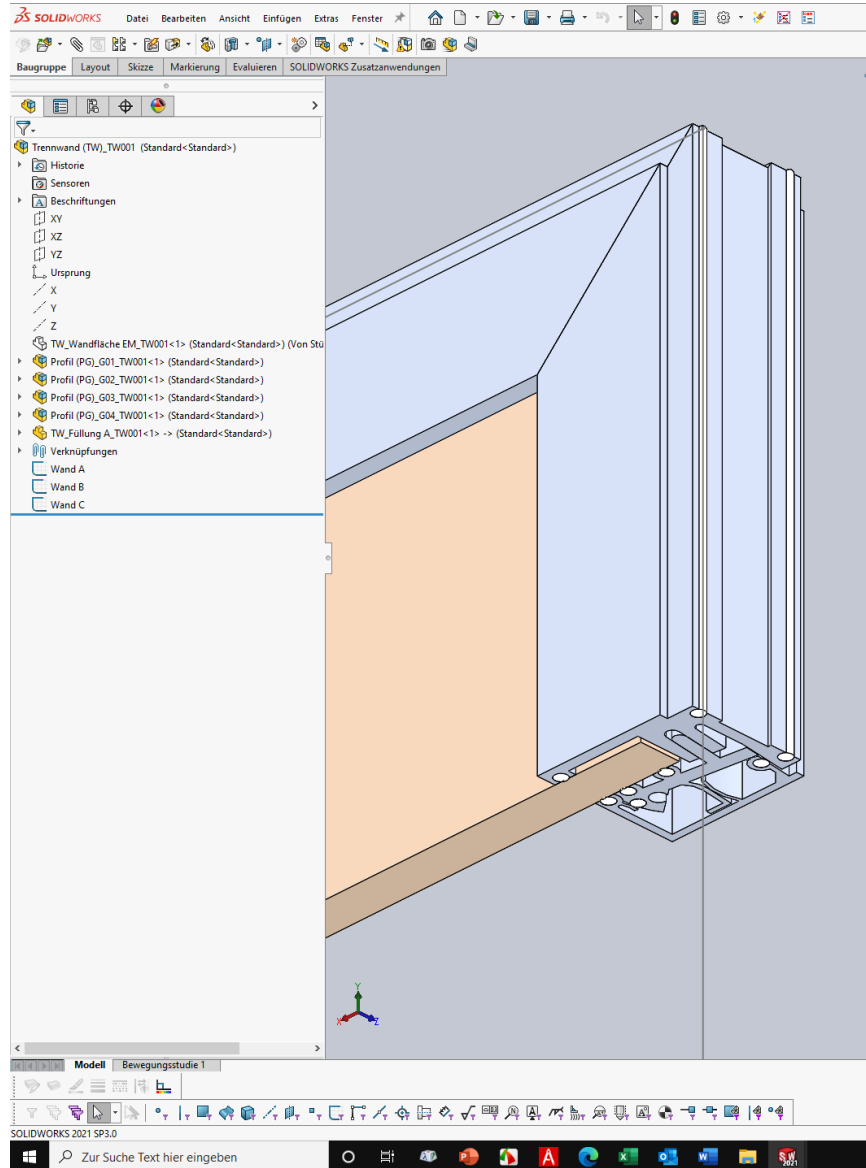 SOLIDWORKS Datei Bearbeiten Ansicht Einfügen Extras Fenster
Baugruppe Layout Skizze Markierung Evaluieren SOLIDWORKS Zusatzanwendungen
Trennwand (TW)_TW001 (Standard<Standard>)
Historie
Sensoren
Beschriftungen
XY
XZ
YZ
Ursprung
X
Y
Z
TW_Wandfläche EM_TW001<1> (Standard<Standard>) (Von Stü
Profil (PG)_G01_TW001<1> (Standard<Standard>)
Profil (PG)_G02_TW001<1> (Standard<Standard>)
Profil (PG)_G03_TW001<1> (Standard<Standard>)
Profil (PG)_G04_TW001<1> (Standard<Standard>)
TW_Füllung A_TW001<1> -> (Standard<Standard>)
Verknüpfungen
Wand A
Wand B
Wand C
Y
X
Z
Modell Bewegungsstudie 1
SOLIDWORKS 2021 SP3.0
Zur Suche Text hier eingeben
SW
2021